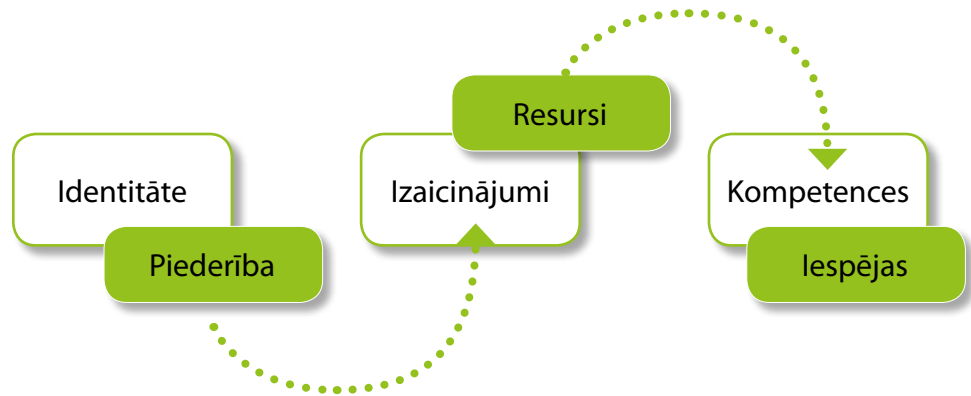 Identitāte
Piederība
Izaicinājumi
Resursi
Kompetences
Iespējas